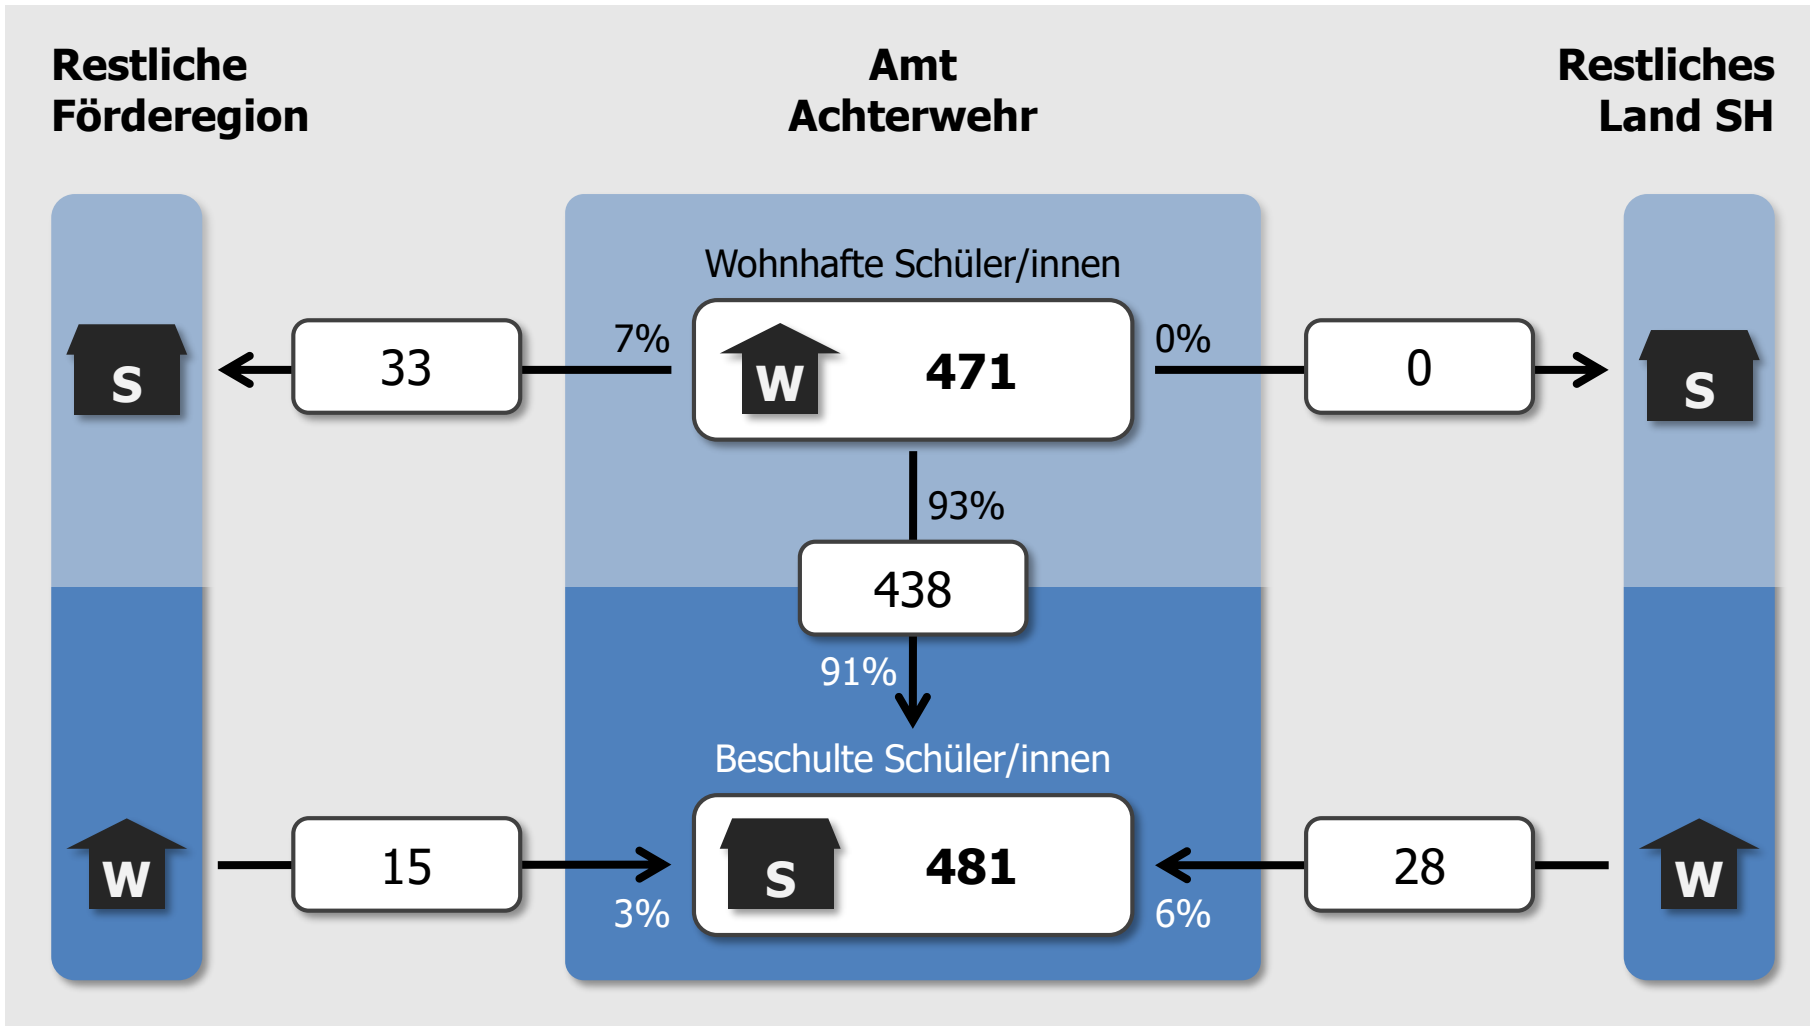 Restliche
Förderegion
Amt
Achterwehr
Restliches
Land SH
Wohnhafte Schüler/innen
S
33
7%
W
471
0%
0
S
93%
438
91%
Beschulte Schüler/innen
W
15
3%
S
481
6%
28
W